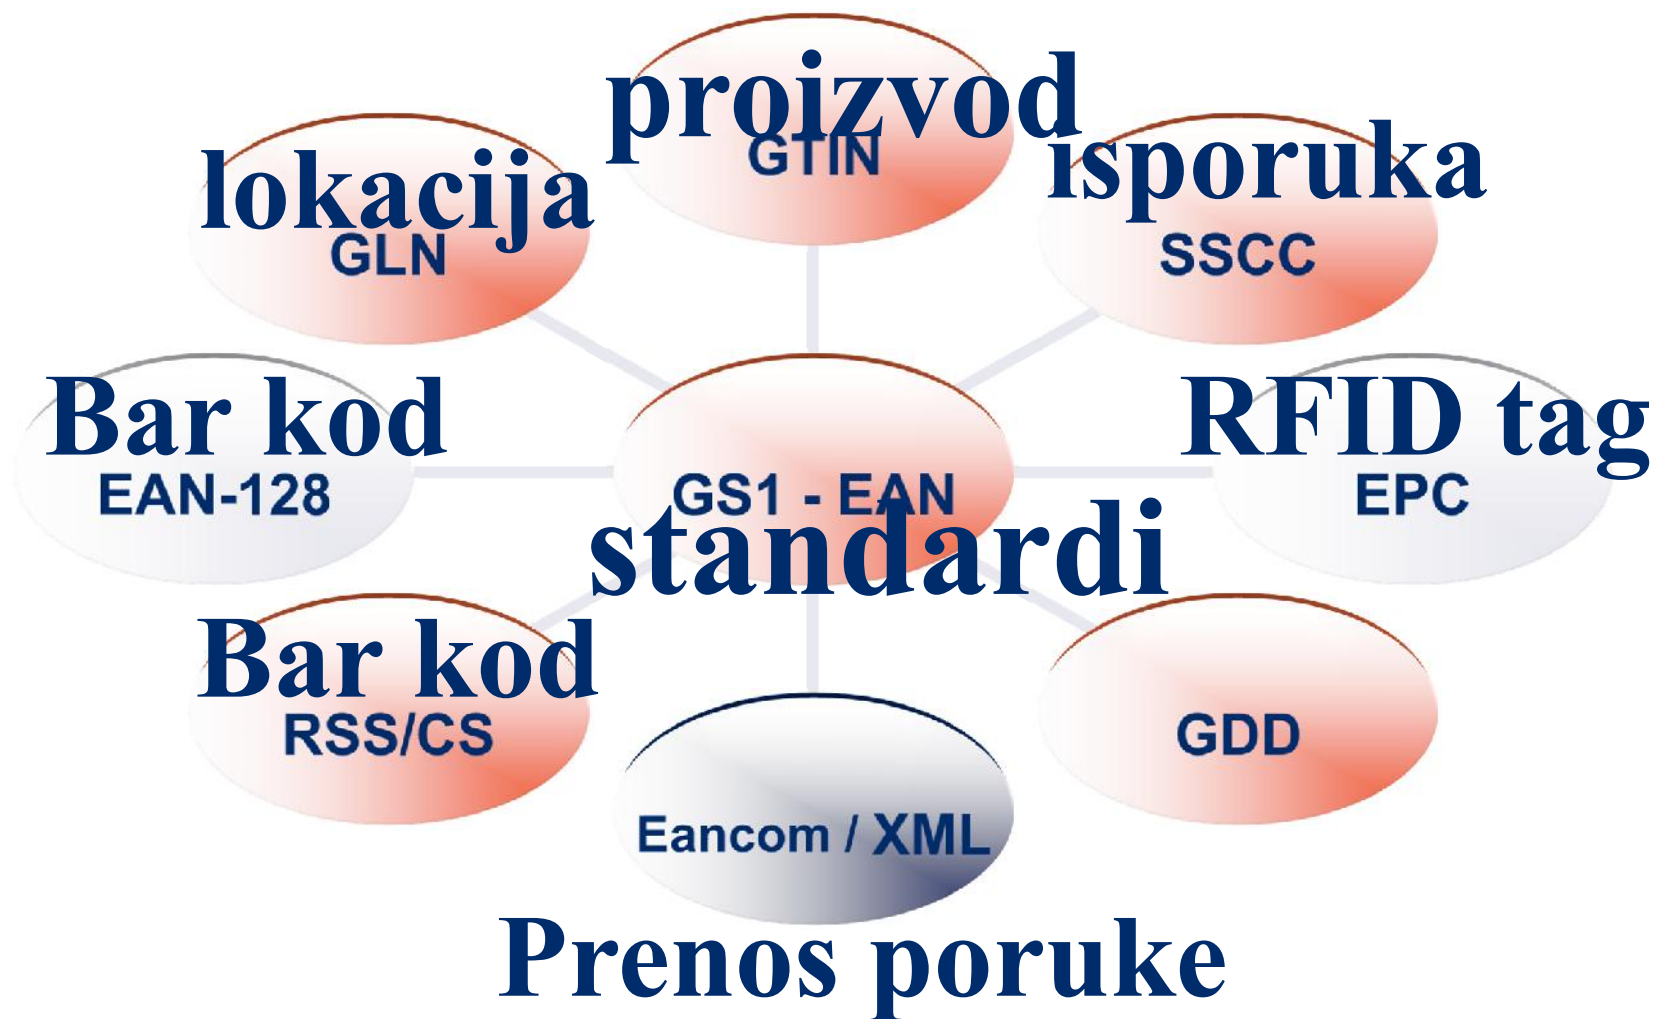 proizvod
GTIN
lokacija
GLN
isporuka
SSCC
Bar kod
EAN-128
GS1 - EAN
standardi
RFID tag
EPC
Bar kod
RSS/CS
GDD
Eancom / XML
Prenos poruke